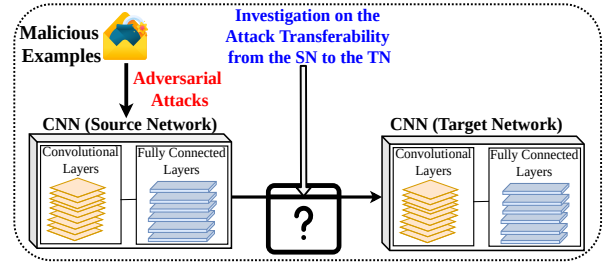 Malicious
Examples
Investigation on the
Attack Transferability
from the SN to the TN
Adversarial
Attacks
CNN (Source Network)
Convolutional
Layers
Fully Connected
Layers
?
CNN (Target Network)
Convolutional
Layers
Fully Connected
Layers